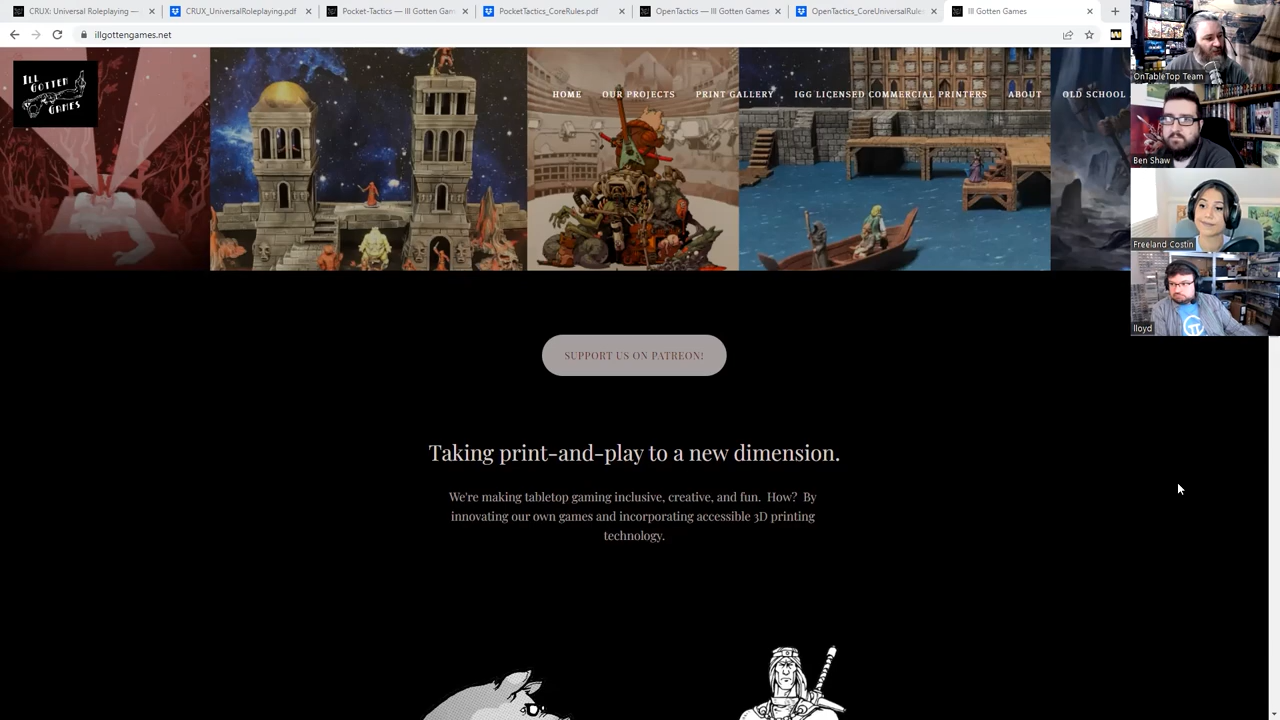 CRUX: Universal Roleplaying —
CRUX_UniversalRoleplaying.pdf
Pocket-Tactics — Ill Gotten Gam
PocketTactics_CoreRules.pdf
OpenTactics — Ill Gotten Games
OpenTactics_CoreUniversalRules
Ill Gotten Games
illgottengames.net
ILL
GOTTEN
GAMES
HOME
OUR PROJECTS
PRINT GALLERY
IGG LICENSED COMMERCIAL PRINTERS
ABOUT
OLD SCHOOL
OnTableTop Team
Ben Shaw
Freeland Costin
lloyd
SUPPORT US ON PATREON!
Taking print-and-play to a new dimension.
We're making tabletop gaming inclusive, creative, and fun. How? By
innovating our own games and incorporating accessible 3D printing
technology.